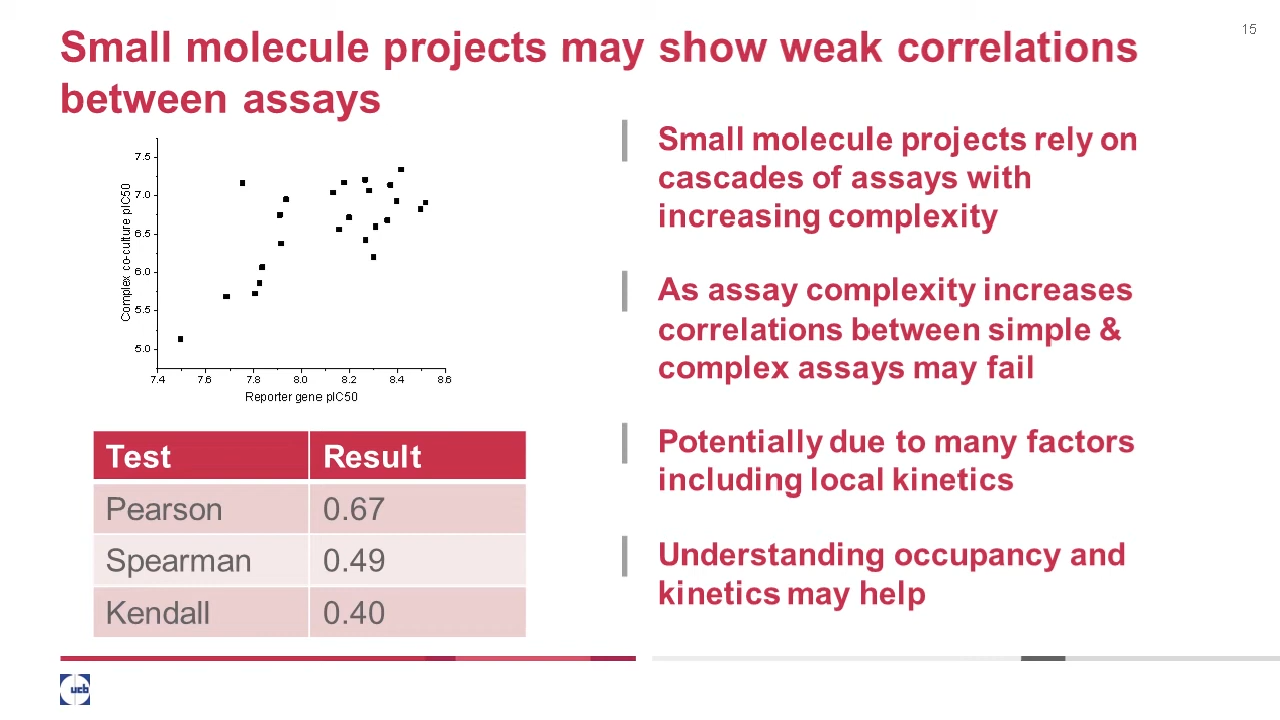 15
Small molecule projects may show weak correlations
between assays
7.5
7.0
6.5
6.0
5.5
5.0
Complex co-culture pIC50
7.4 7.6 7.8 8.0 8.2 8.4 8.6
Reporter gene pIC50
Test Result
Pearson 0.67
Spearman 0.49
Kendall 0.40
Small molecule projects rely on
cascades of assays with
increasing complexity
As assay complexity increases
correlations between simple &
complex assays may fail
Potentially due to many factors
including local kinetics
Understanding occupancy and
kinetics may help
ucb